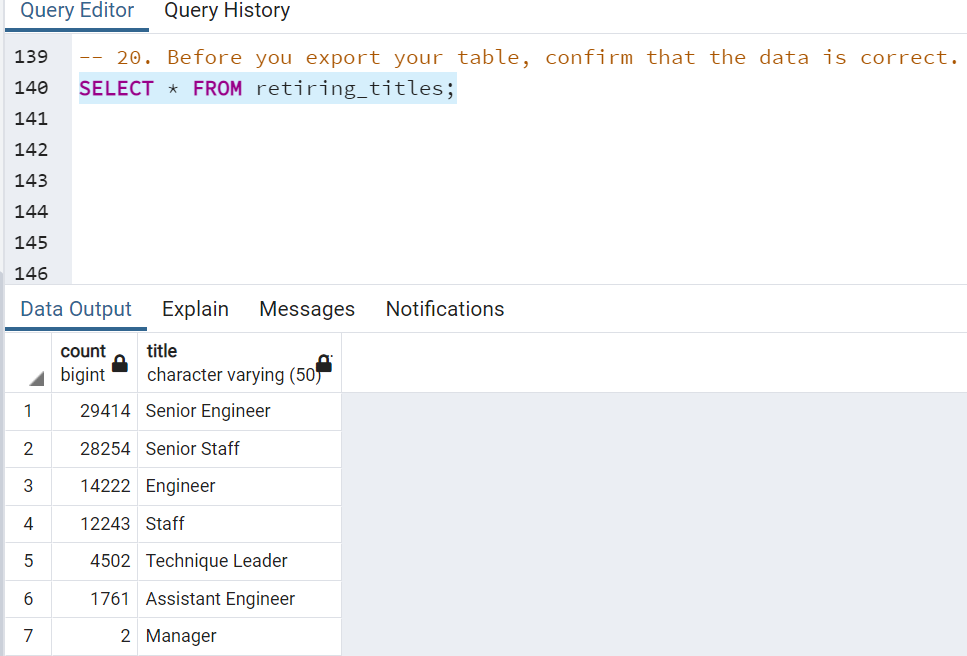 Query Editor Query History
139 -- 20. Before you export your table, confirm that the data is correct.
140 SELECT * FROM retiring_titles;
141
142
143
144
145
146
Data Output Explain Messages Notifications
count title
bigint character varying (50)
1 29414 Senior Engineer
2 28254 Senior Staff
3 14222 Engineer
4 12243 Staff
5 4502 Technique Leader
6 1761 Assistant Engineer
7 2 Manager